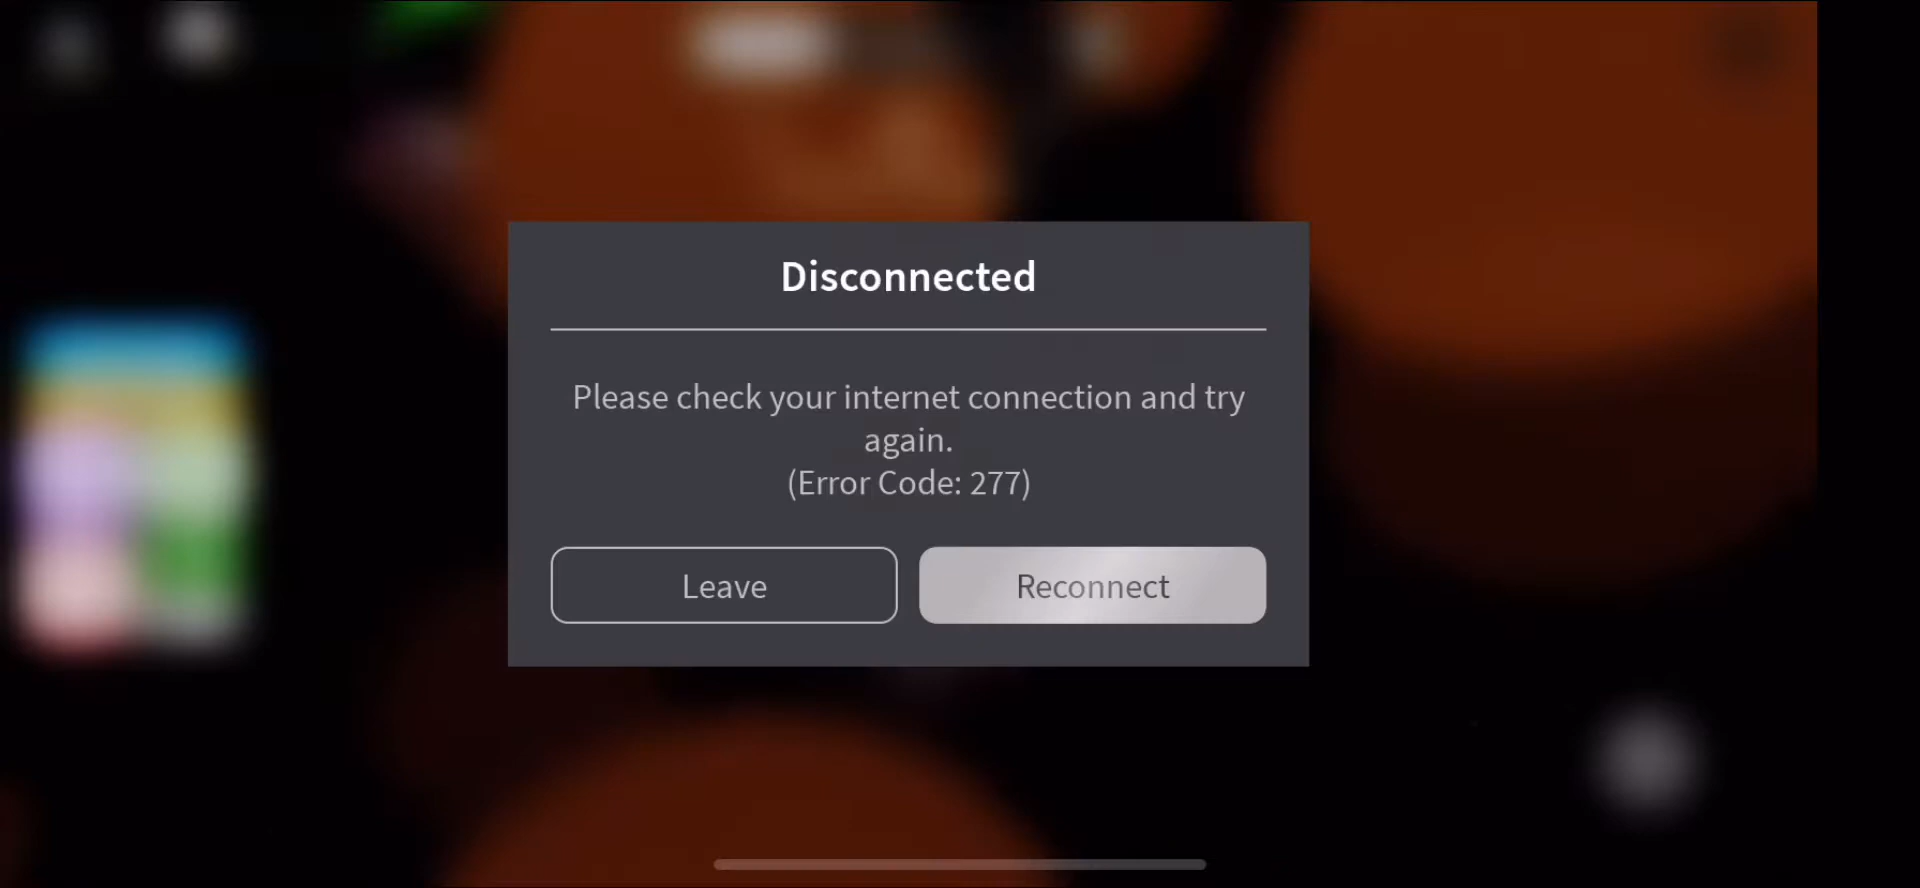 Disconnected
Please check your internet connection and try
again.
(Error Code: 277)
Leave
Reconnect